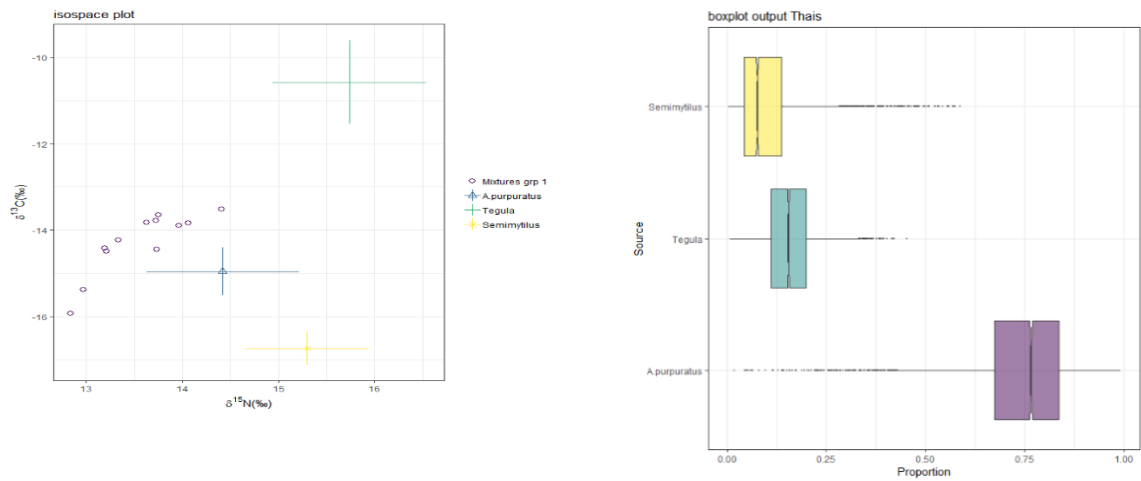 isospace plot
-10
-12
-14
-16
δ¹³C(‰)
13
14
15
16
δ¹⁵N(‰)
Mixtures grp 1
A.purpuratus
Tegula
Semimytilus
boxplot output Thais
Semimytilus
Tegula
A.purpuratus
Source
0.00
0.25
0.50
0.75
1.00
Proportion